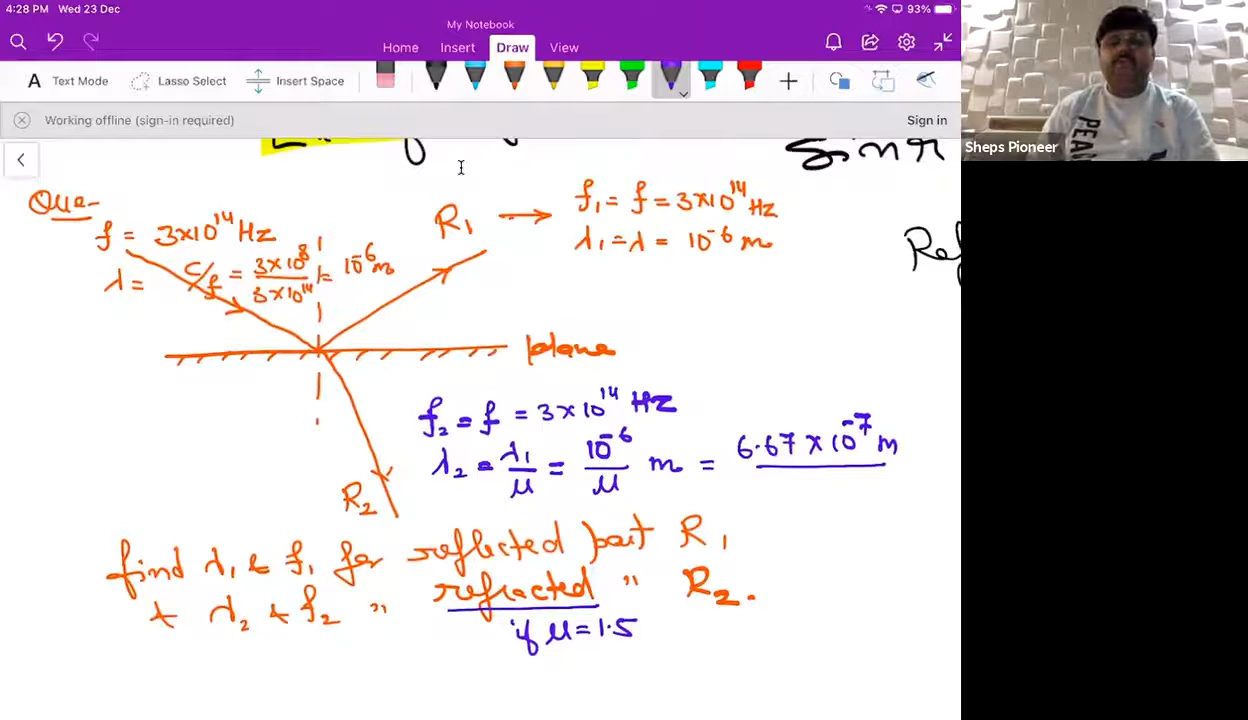 4:28 PM Wed 23 Dec
93%
My Notebook
Home Insert Draw View
A Text Mode Lasso Select Insert Space
Working offline (sign-in required) Sign in
Sheps Pioneer
PEA
Sin r
Que-
f = 3×10¹⁴ Hz
λ = c/f = 3×10⁸ / 3×10¹⁴ = 10⁻⁶ m
R₁ → f₁ = f = 3×10¹⁴ Hz
λ₁ = λ = 10⁻⁶ m
Ref
plane
f₂ = f = 3×10¹⁴ Hz
λ₂ = λ₁/μ = 10⁻⁶/μ m = 6.67×10⁻⁷ m
R₂
find λ₁ & f₁ for reflected part R₁
& λ₂ & f₂ " refracted " R₂.
if μ = 1.5